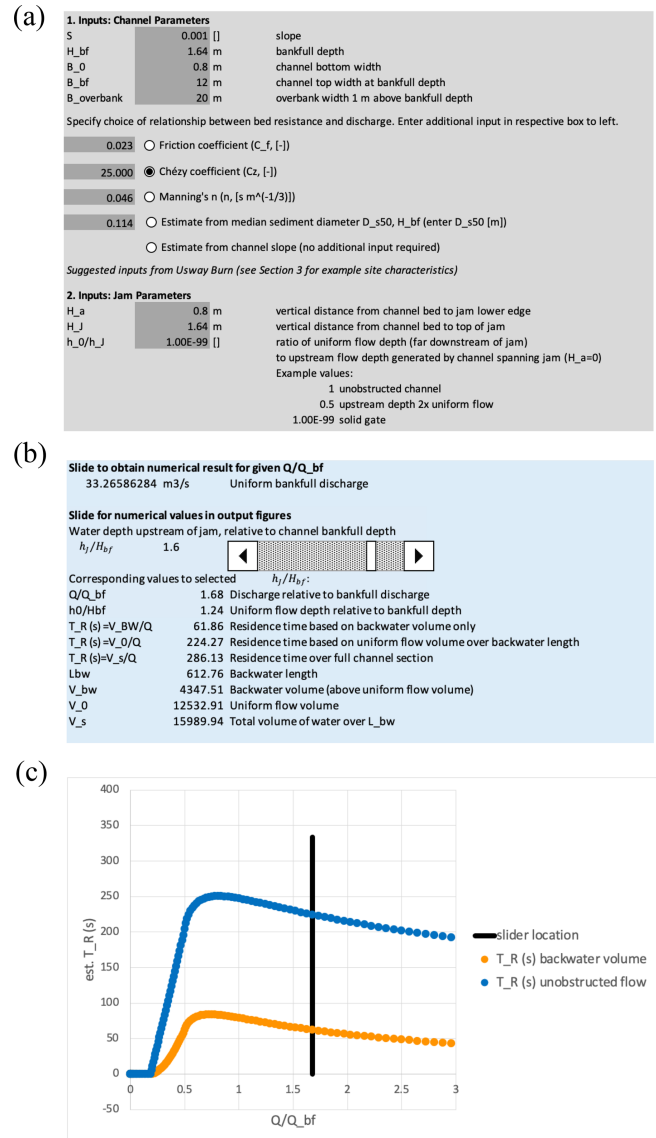 (a)
1. Inputs: Channel Parameters
S 0.001 [] slope
H_bf 1.64 m bankfull depth
B_0 0.8 m channel bottom width
B_bf 12 m channel top width at bankfull depth
B_overbank 20 m overbank width 1 m above bankfull depth
Specify choice of relationship between bed resistance and discharge. Enter additional input in respective box to left.
0.023 Friction coefficient (C_f, [-])
25.000 Chézy coefficient (Cz, [-])
0.046 Manning's n (n, [s m^(-1/3)])
0.114 Estimate from median sediment diameter D_s50, H_bf (enter D_s50 [m])
Estimate from channel slope (no additional input required)
Suggested inputs from Usway Burn (see Section 3 for example site characteristics)
2. Inputs: Jam Parameters
H_a 0.8 m vertical distance from channel bed to jam lower edge
H_J 1.64 m vertical distance from channel bed to top of jam
h_0/h_J 1.00E-99 [] ratio of uniform flow depth (far downstream of jam)
to upstream flow depth generated by channel spanning jam (H_a=0)
Example values:
1 unobstructed channel
0.5 upstream depth 2x uniform flow
1.00E-99 solid gate
(b)
Slide to obtain numerical result for given Q/Q_bf
33.26586284 m3/s Uniform bankfull discharge
Slide for numerical values in output figures
Water depth upstream of jam, relative to channel bankfull depth
hJ/Hbf 1.6
Corresponding values to selected hJ/Hbf:
Q/Q_bf 1.68 Discharge relative to bankfull discharge
h0/Hbf 1.24 Uniform flow depth relative to bankfull depth
T_R (s) =V_BW/Q 61.86 Residence time based on backwater volume only
T_R (s) =V_0/Q 224.27 Residence time based on uniform flow volume over backwater length
T_R (s)=V_s/Q 286.13 Residence time over full channel section
Lbw 612.76 Backwater length
V_bw 4347.51 Backwater volume (above uniform flow volume)
V_0 12532.91 Uniform flow volume
V_s 15989.94 Total volume of water over L_bw
(c)
400
350
300
250
200
150
100
50
0
-50
est. T_R (s)
0 0.5 1 1.5 2 2.5 3
Q/Q_bf
slider location
T_R (s) backwater volume
T_R (s) unobstructed flow